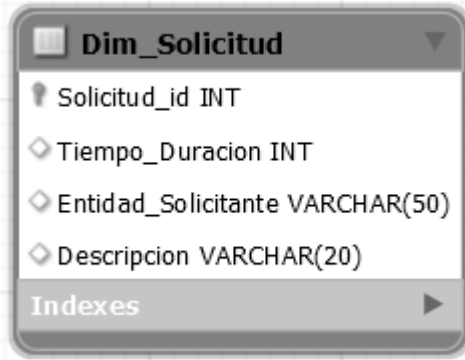 Dim_Solicitud
Solicitud_id INT
Tiempo_Duracion INT
Entidad_Solicitante VARCHAR(50)
Descripcion VARCHAR(20)
Indexes